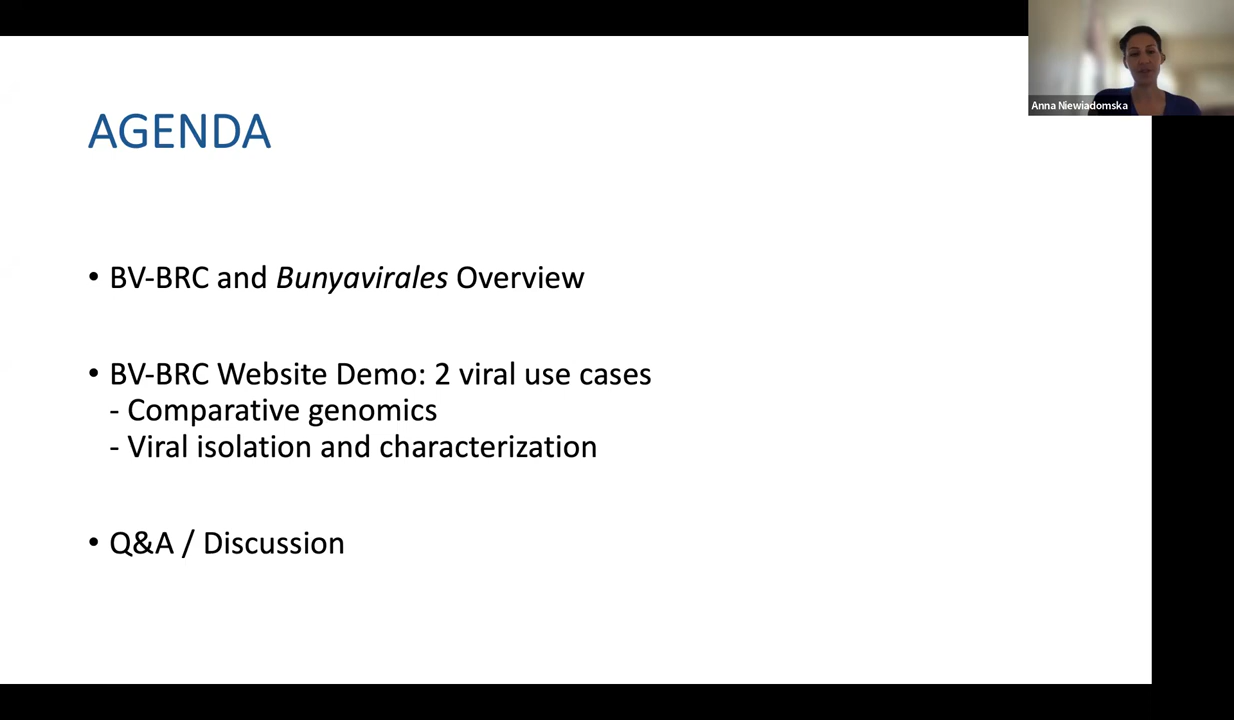 Anna Niewiadomska
AGENDA
• BV-BRC and Bunyavirales Overview
• BV-BRC Website Demo: 2 viral use cases
- Comparative genomics
- Viral isolation and characterization
• Q&A / Discussion